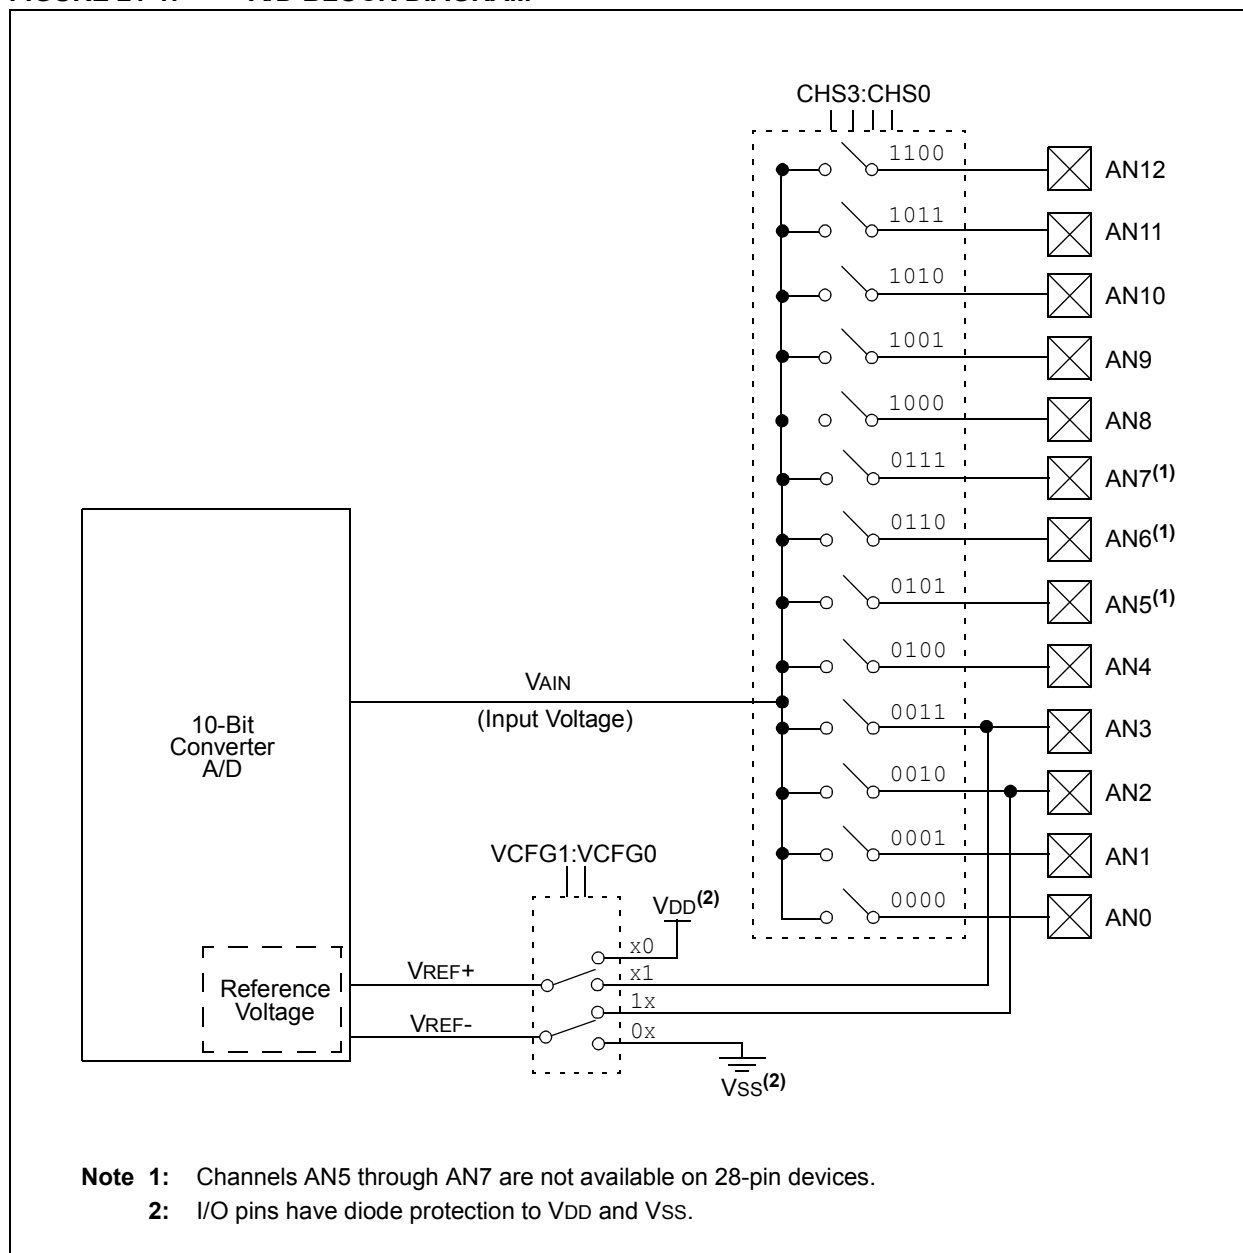 CHS3:CHS0
1100
AN12
1011
AN11
1010
AN10
1001
AN9
1000
AN8
0111
AN7(1)
0110
AN6(1)
0101
AN5(1)
0100
AN4
VAIN
(Input Voltage)
0011
AN3
10-Bit
Converter
A/D
0010
AN2
0001
AN1
VCFG1:VCFG0
0000
AN0
VDD(2)
x0
VREF+
x1
Reference
Voltage
1x
VREF-
0x
VSS(2)
Note 1: Channels AN5 through AN7 are not available on 28-pin devices.
2: I/O pins have diode protection to VDD and VSS.